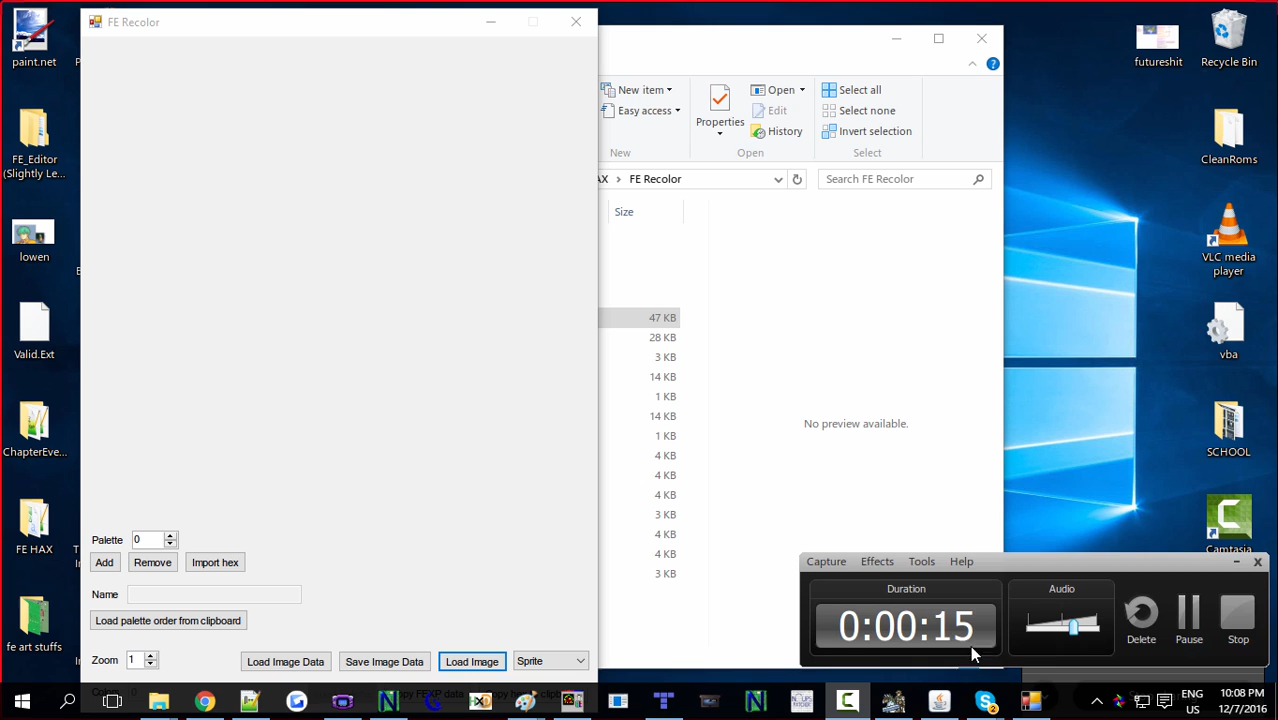 FE Recolor
paint.net
FE_Editor
(Slightly Le...
lowen
Valid.Ext
ChapterEve...
FE HAX
fe art stuffs
New item
Easy access
New
Properties
Open
Edit
History
Open
Select all
Select none
Invert selection
Select
AX > FE Recolor
Search FE Recolor
Size
47 KB
28 KB
3 KB
14 KB
1 KB
14 KB
1 KB
4 KB
4 KB
4 KB
3 KB
4 KB
4 KB
3 KB
No preview available.
futureshit
Recycle Bin
CleanRoms
VLC media
player
vba
SCHOOL
Camtasia
Palette 0
Add
Remove
Import hex
Name
Load palette order from clipboard
Zoom 1
Load Image Data
Save Image Data
Load Image
Sprite
Capture Effects Tools Help
Duration
0:00:15
Audio
Delete
Pause
Stop
ENG
US
10:08 PM
12/7/2016